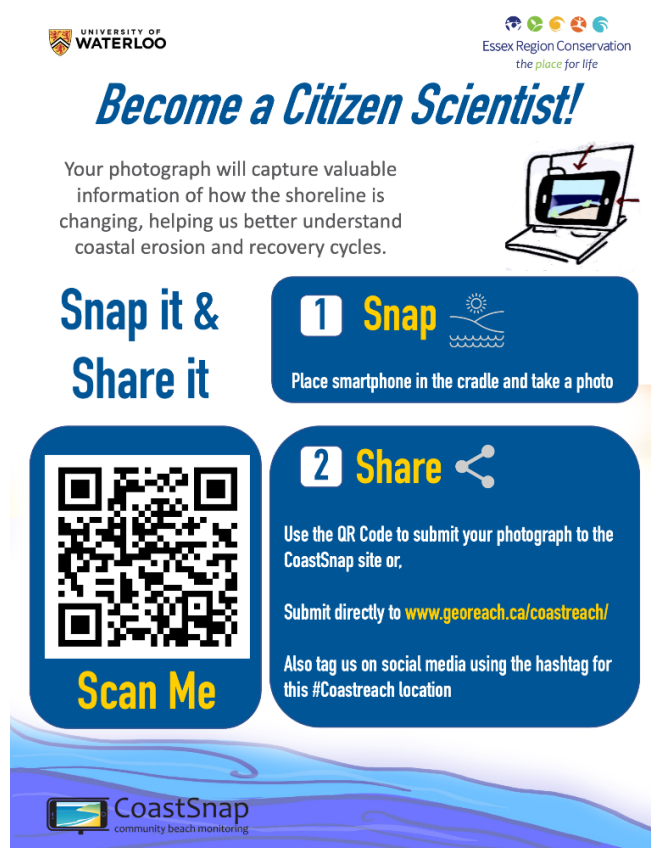 UNIVERSITY OF
WATERLOO
Essex Region Conservation
the place for life
Become a Citizen Scientist!
Your photograph will capture valuable
information of how the shoreline is
changing, helping us better understand
coastal erosion and recovery cycles.
Snap it &
Share it
1 Snap
Place smartphone in the cradle and take a photo
Scan Me
2 Share
Use the QR Code to submit your photograph to the
CoastSnap site or,
Submit directly to www.georeach.ca/coastreach/
Also tag us on social media using the hashtag for
this #Coastreach location
CoastSnap
community beach monitoring